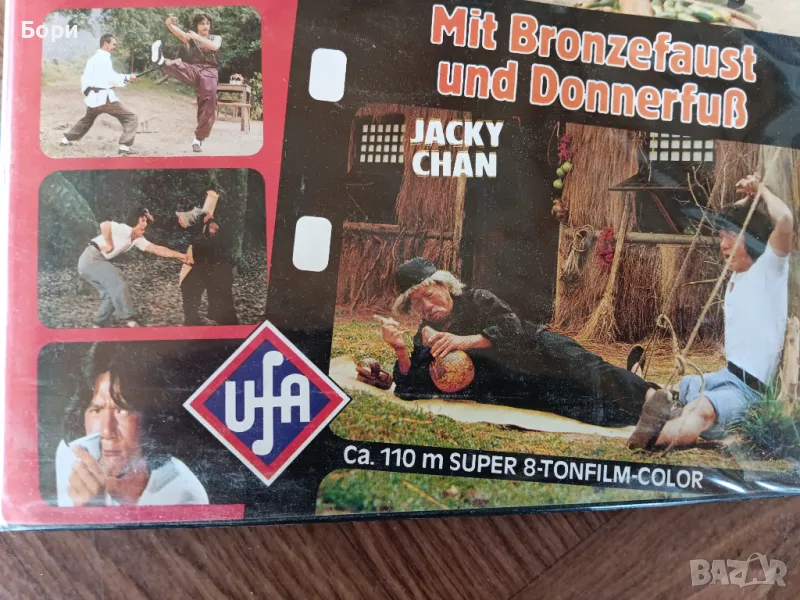 Бори
Mit Bronzefaust
und Donnerfuß
JACKY
CHAN
UFA
Ca. 110 m SUPER 8-TONFILM-COLOR
BAZAR